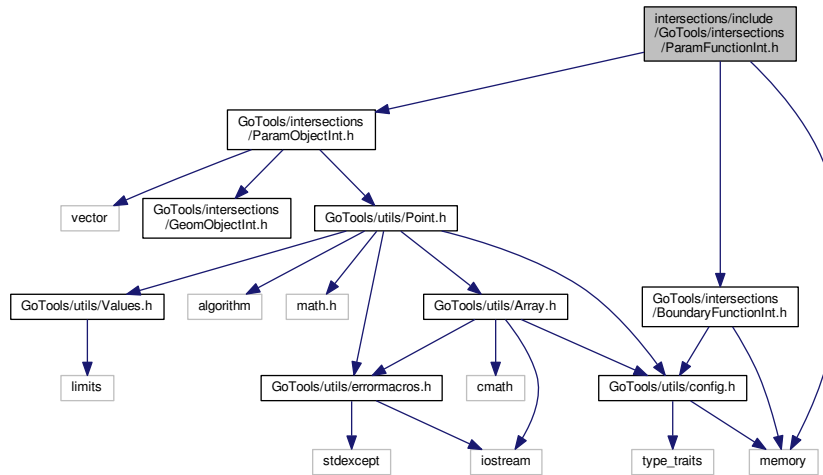 intersections/include
/GoTools/intersections
/ParamFunctionInt.h
GoTools/intersections
/ParamObjectInt.h
vector
GoTools/intersections
/GeomObjectInt.h
GoTools/utils/Point.h
GoTools/utils/Values.h
algorithm
math.h
GoTools/utils/Array.h
GoTools/intersections
/BoundaryFunctionInt.h
limits
GoTools/utils/errormacros.h
cmath
GoTools/utils/config.h
stdexcept
iostream
type_traits
memory